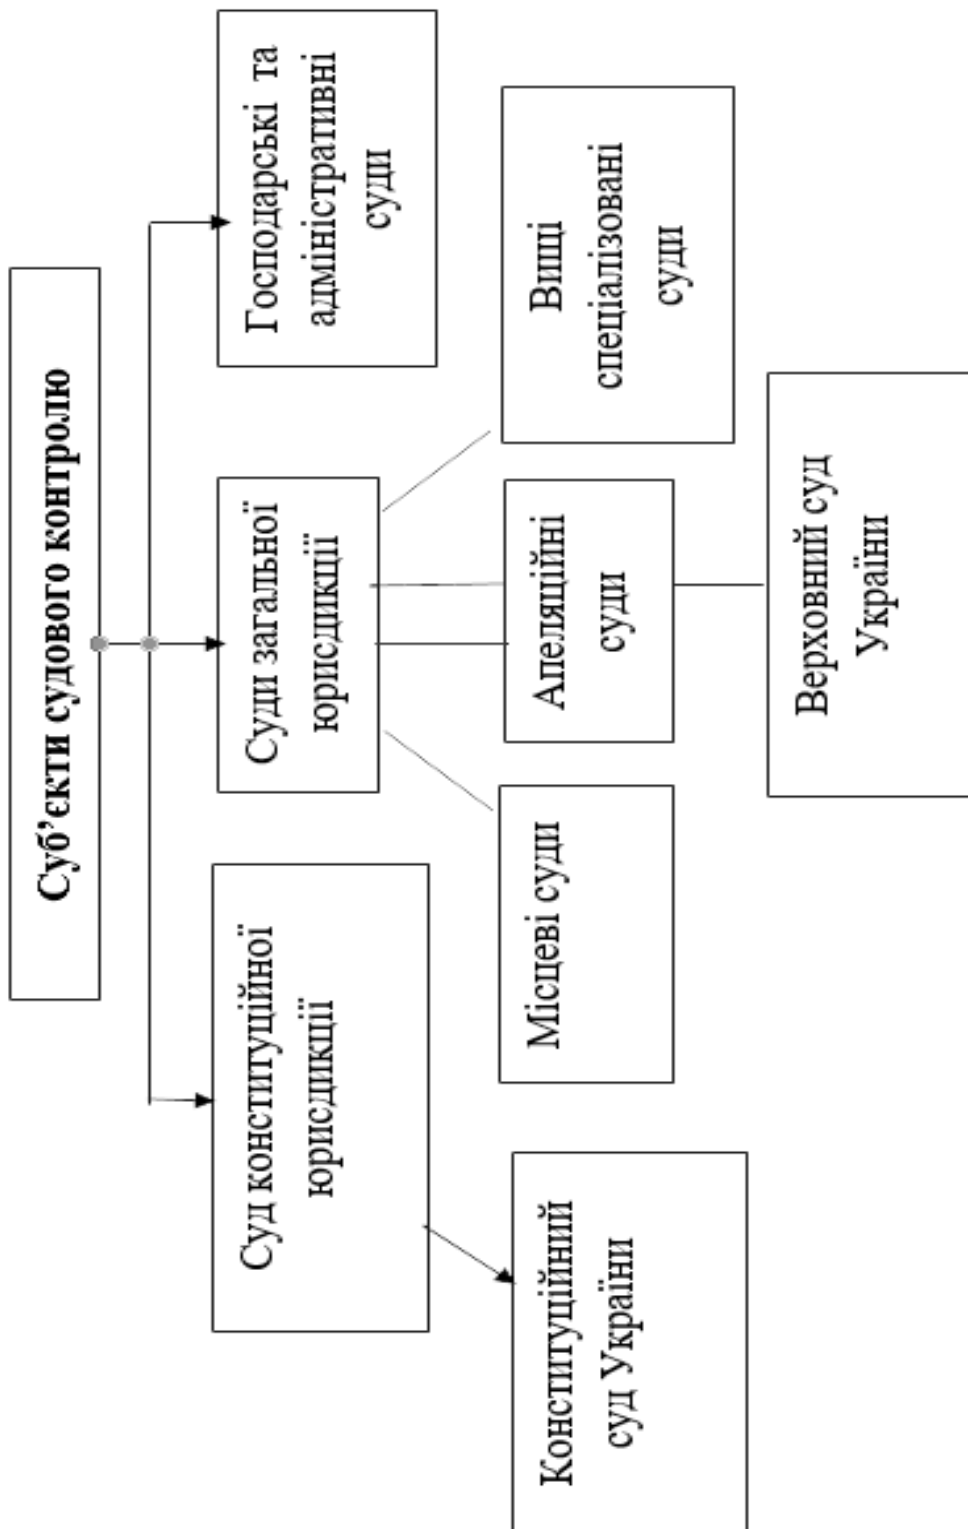 Суб’єкти судового контролю
Суд конституційної
юрисдикції
Суди загальної
юрисдикції
Господарські та
адміністративні
суди
Конституційний
суд України
Місцеві суди
Апеляційні
суди
Вищі
спеціалізовані
суди
Верховний суд
України